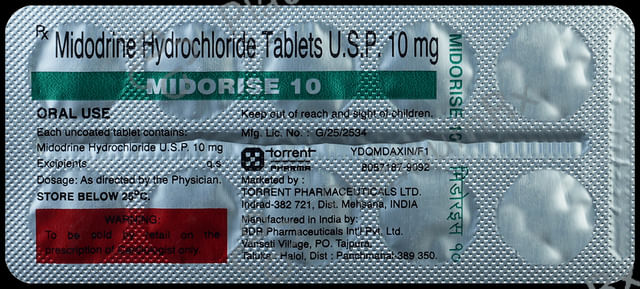 Rx Midodrine Hydrochloride Tablets U.S.P. 10 mg
MIDORISE 10
ORAL USE
Each uncoated tablet contains:
Midodrine Hydrochloride U.S.P. 10 mg
Excipients q.s
Dosage: As directed by the Physician.
STORE BELOW 25°C.
WARNING:
To be sold by retail on the
prescription of Cardiologist only.
Keep out of reach and sight of children.
Mfg. Lic. No. : G/25/2534
torrent
PHARMA
YDQMDAXIN/F1
8057187-9092
Marketed by :
TORRENT PHARMACEUTICALS LTD.
Indrad-382 721, Dist. Mehsana, INDIA
Manufactured in India by:
BDR Pharmaceuticals Int'l Pvt. Ltd.
Vanseti Village, PO. Tajpura,
Taluka : Halol, Dist : Panchmahal-389 350.
MIDORISE 10
मिडोराइस १०